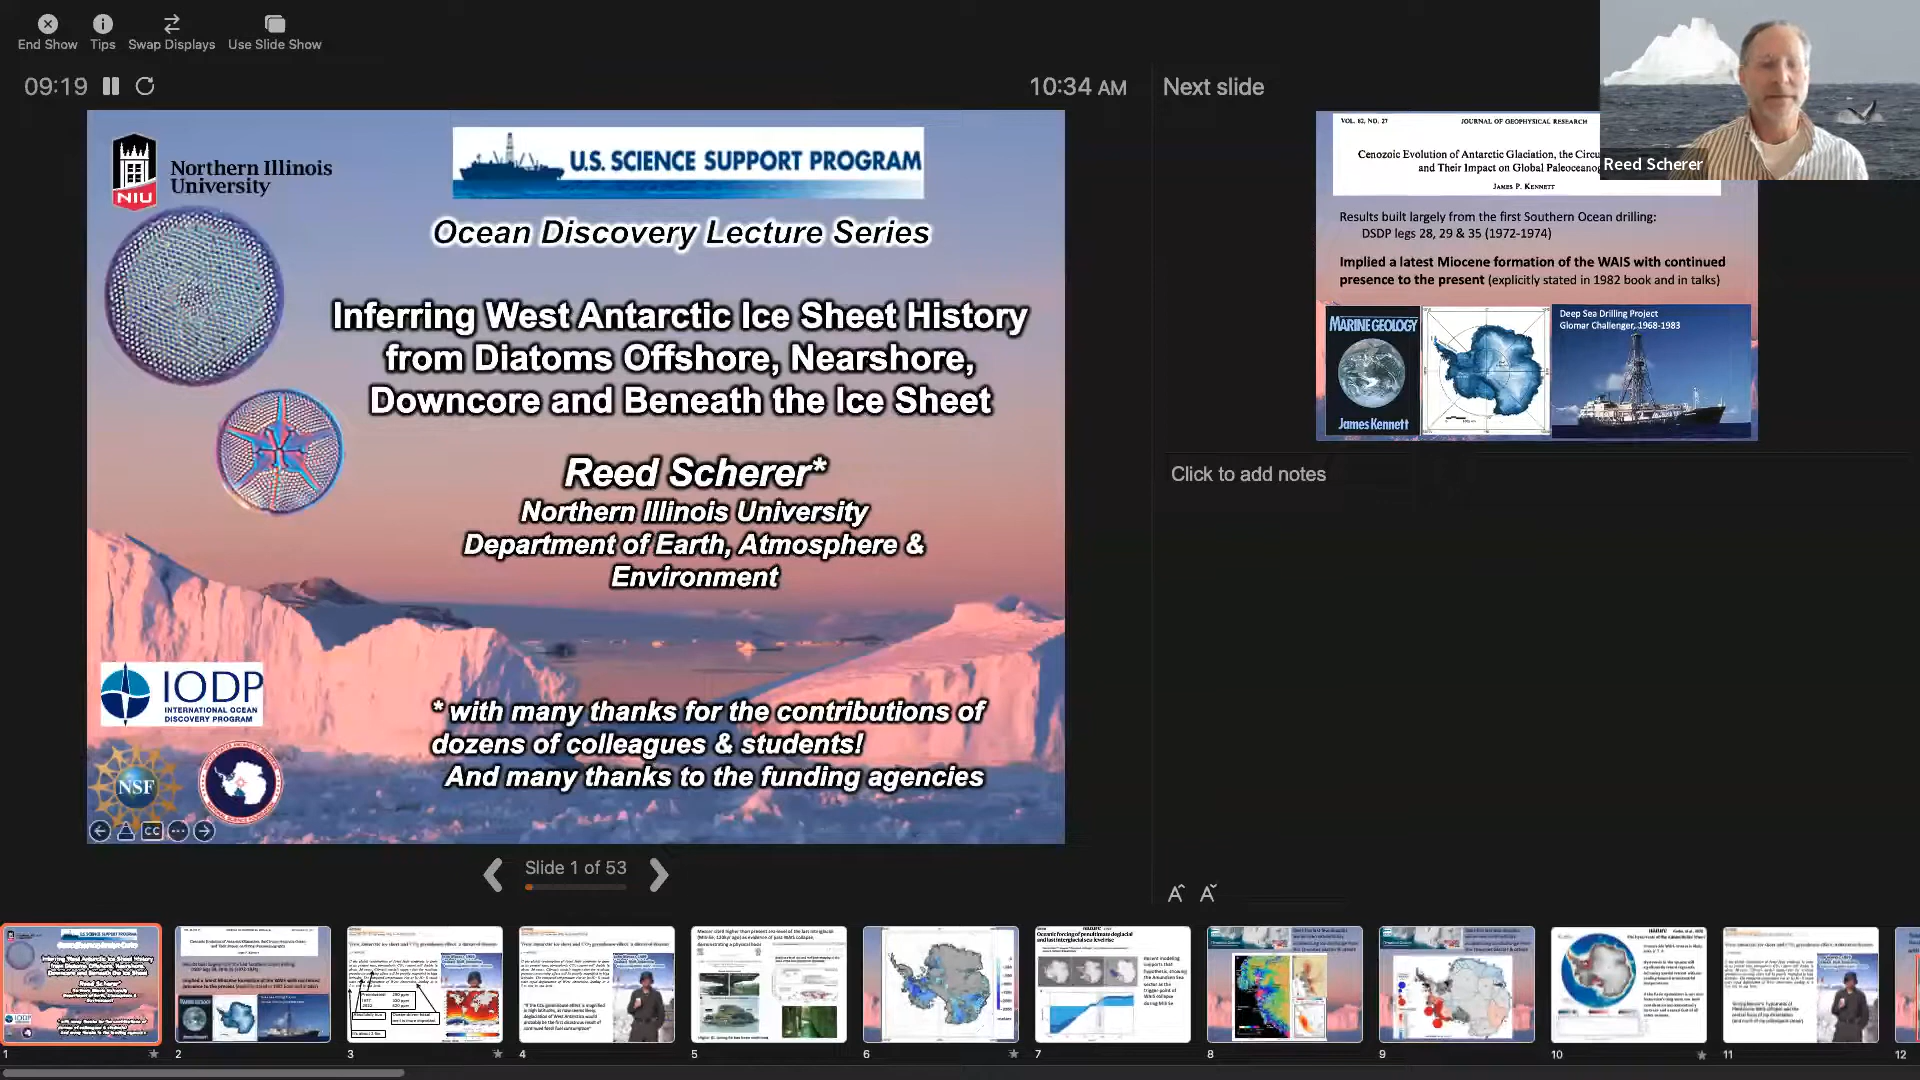 End Show
Tips
Swap Displays
Use Slide Show
09:19
10:34 AM
Next slide
Reed Scherer
NIU
Northern Illinois
University
U.S. SCIENCE SUPPORT PROGRAM
Ocean Discovery Lecture Series
Inferring West Antarctic Ice Sheet History
from Diatoms Offshore, Nearshore,
Downcore and Beneath the Ice Sheet
Reed Scherer*
Northern Illinois University
Department of Earth, Atmosphere &
Environment
IODP
INTERNATIONAL OCEAN
DISCOVERY PROGRAM
* with many thanks for the contributions of
dozens of colleagues & students!
And many thanks to the funding agencies
NSF
CC
Slide 1 of 53
VOL. 82, NO. 27
JOURNAL OF GEOPHYSICAL RESEARCH
Cenozoic Evolution of Antarctic Glaciation, the
and Their Impact on Global
JAMES P. KENNETT
Results built largely from the first Southern Ocean drilling:
DSDP legs 28, 29 & 35 (1972-1974)
Implied a latest Miocene formation of the WAIS with continued
presence to the present (explicitly stated in 1982 book and in talks)
MARINE GEOLOGY
James Kennett
Deep Sea Drilling Project
Glomar Challenger, 1968-1983
Click to add notes
1
2
3
4
5
6
7
8
9
10
11
12